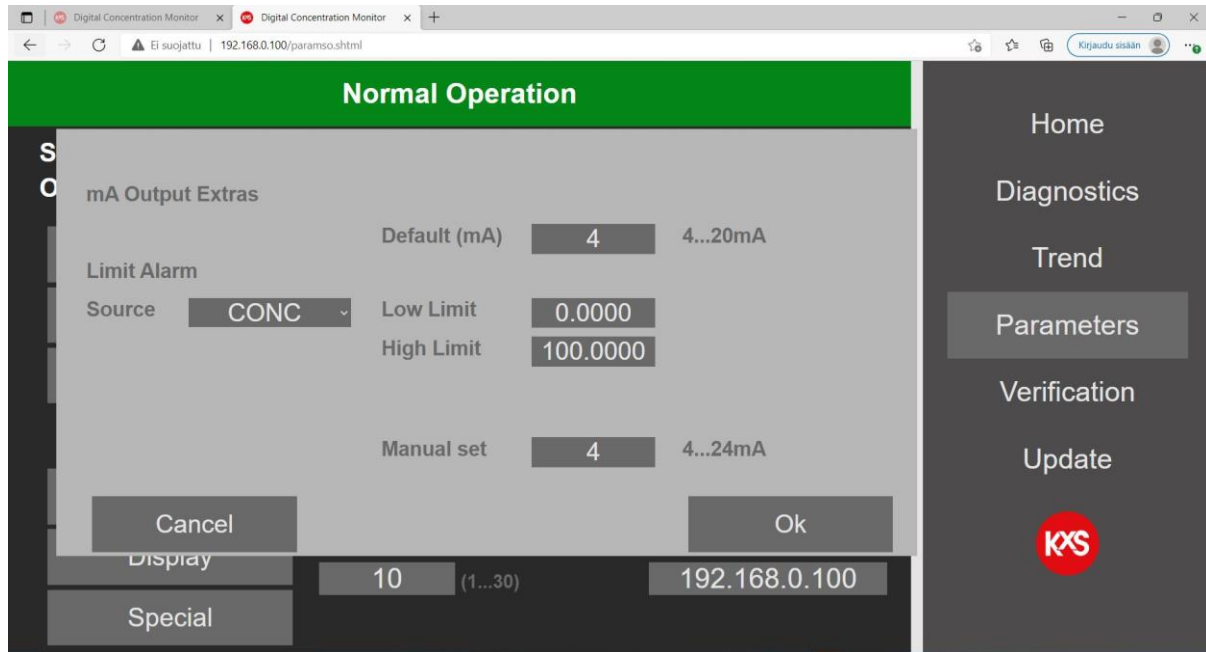 Digital Concentration Monitor
Digital Concentration Monitor
Ei suojattu | 192.168.0.100/paramso.shtml
Kirjaudu sisään
Normal Operation
S
O
mA Output Extras
Default (mA) 4 4...20mA
Limit Alarm
Source CONC Low Limit 0.0000
High Limit 100.0000
Manual set 4 4...24mA
Cancel Ok
Display
10 (1...30) 192.168.0.100
Special
Home
Diagnostics
Trend
Parameters
Verification
Update
KXS